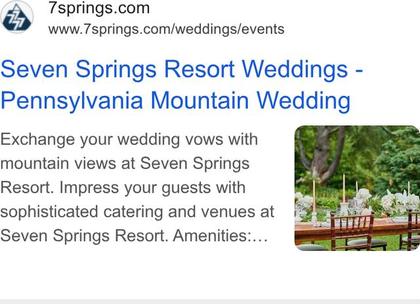 7springs.com
www.7springs.com/weddings/events
Seven Springs Resort Weddings -
Pennsylvania Mountain Wedding
Exchange your wedding vows with
mountain views at Seven Springs
Resort. Impress your guests with
sophisticated catering and venues at
Seven Springs Resort. Amenities:…